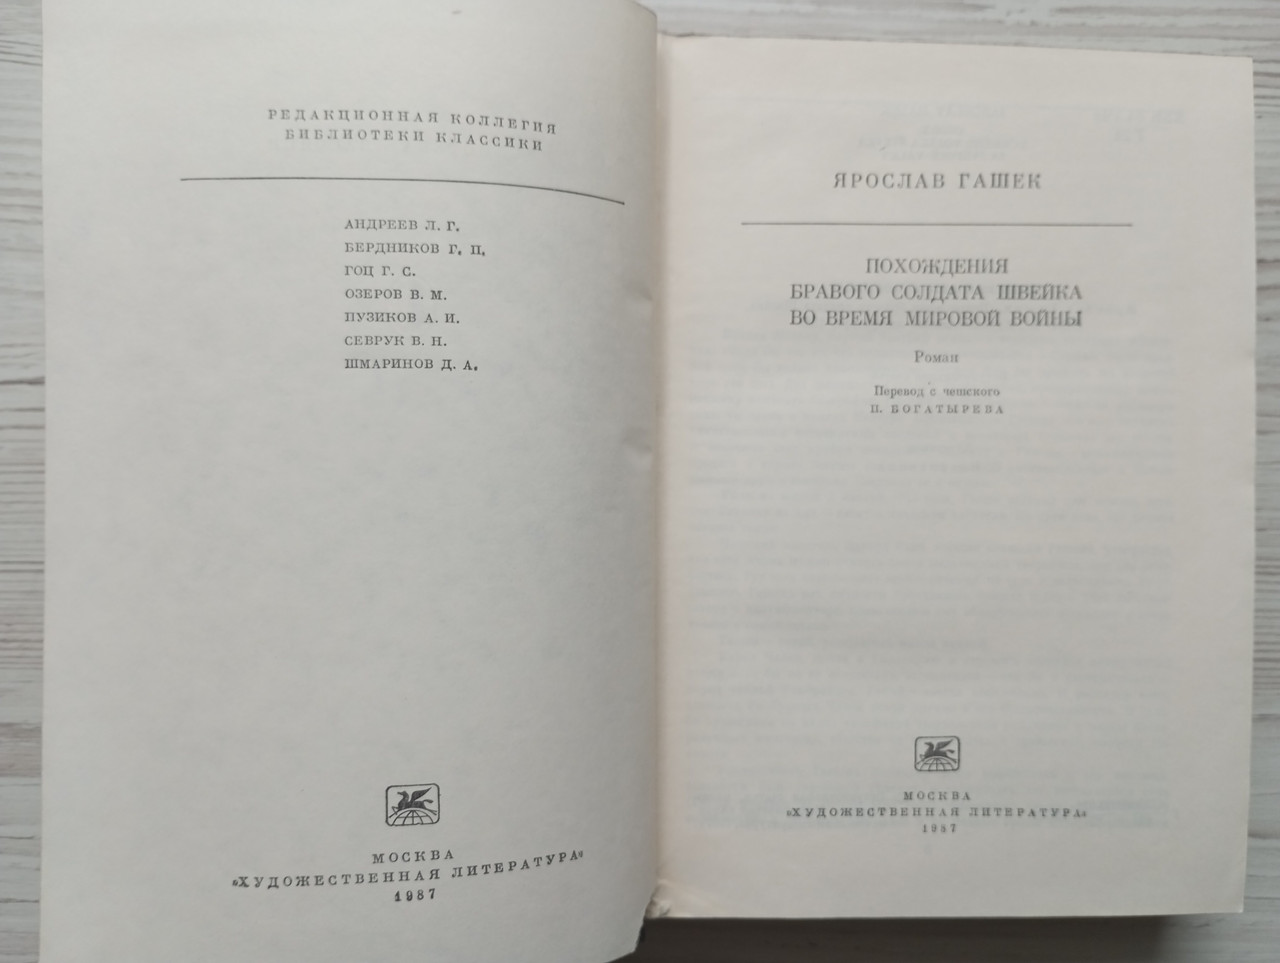 РЕДАКЦИОННАЯ КОЛЛЕГИЯ
БИБЛИОТЕКИ КЛАССИКИ
АНДРЕЕВ Л. Г.
БЕРДНИКОВ Г. П.
ГОЦ Г. С.
ОЗЕРОВ В. М.
ПУЗИКОВ А. И.
СЕВРУК В. Н.
ШМАРИНОВ Д. А.
МОСКВА
«ХУДОЖЕСТВЕННАЯ ЛИТЕРАТУРА»
1987
ЯРОСЛАВ ГАШЕК
ПОХОЖДЕНИЯ
БРАВОГО СОЛДАТА ШВЕЙКА
ВО ВРЕМЯ МИРОВОЙ ВОЙНЫ
Роман
Перевод с чешского
П. БОГАТЫРЕВА
МОСКВА
«ХУДОЖЕСТВЕННАЯ ЛИТЕРАТУРА»
1987